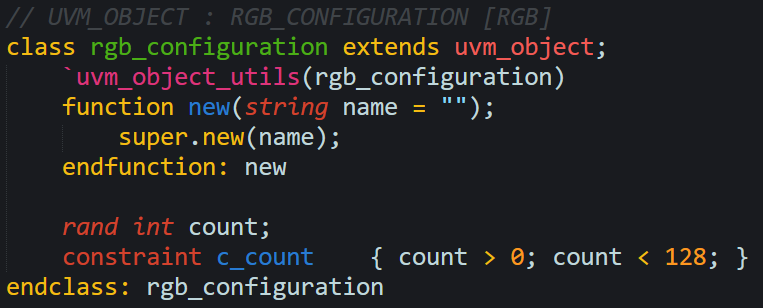 // UVM_OBJECT : RGB_CONFIGURATION [RGB]
class rgb_configuration extends uvm_object;
    `uvm_object_utils(rgb_configuration)
    function new(string name = "");
        super.new(name);
    endfunction: new

    rand int count;
    constraint c_count    { count > 0; count < 128; }
endclass: rgb_configuration